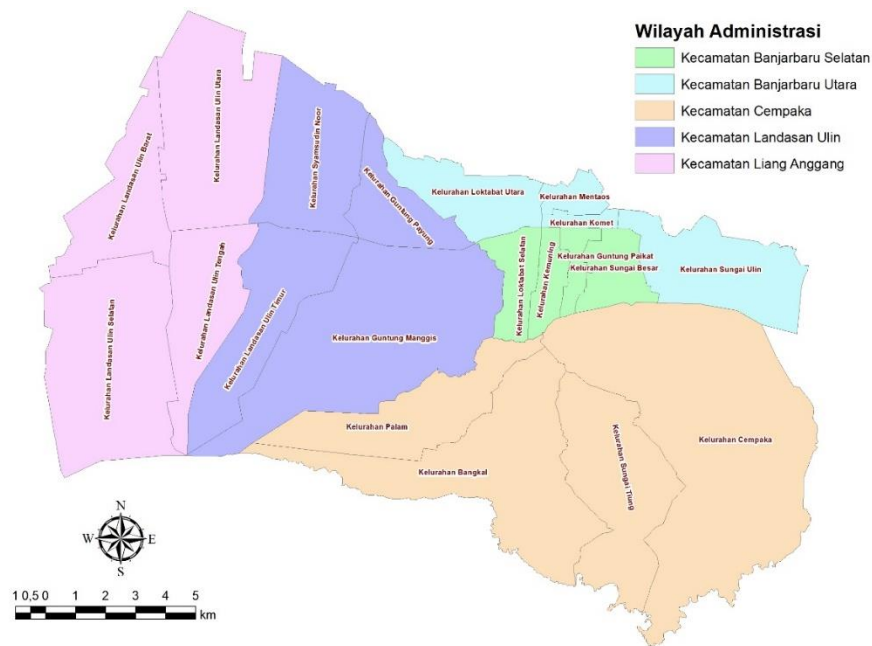 Wilayah Administrasi
Kecamatan Banjarbaru Selatan
Kecamatan Banjarbaru Utara
Kecamatan Cempaka
Kecamatan Landasan Ulin
Kecamatan Liang Anggang
Kelurahan Landasan Ulin Utara
Kelurahan Landasan Ulin Barat
Kelurahan Syamsudin Noor
Kelurahan Guntung Payung
Kelurahan Loktabat Utara
Kelurahan Mentaos
Kelurahan Komet
Kelurahan Guntung Paikat
Kelurahan Sungai Besar
Kelurahan Sungai Ulin
Kelurahan Loktabat Selatan
Kelurahan Kemuning
Kelurahan Landasan Ulin Tengah
Kelurahan Landasan Ulin Selatan
Kelurahan Landasan Ulin Timur
Kelurahan Guntung Manggis
Kelurahan Palam
Kelurahan Bangkal
Kelurahan Sungai Tiung
Kelurahan Cempaka
N
W E
S
1 0,5 0 1 2 3 4 5
km